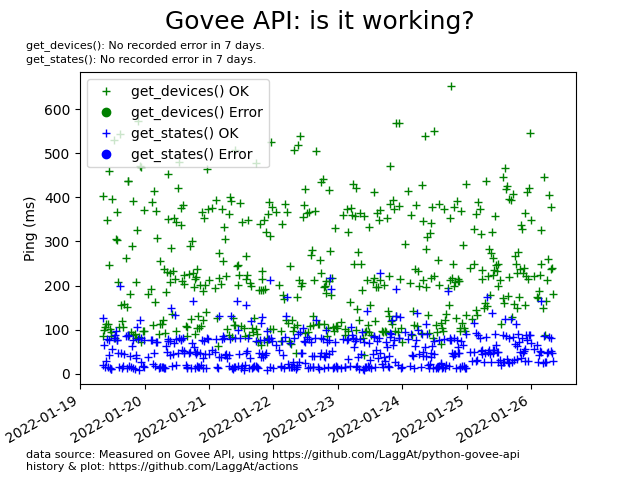 Govee API: is it working?
get_devices(): No recorded error in 7 days.
get_states(): No recorded error in 7 days.
get_devices() OK
get_devices() Error
get_states() OK
get_states() Error
Ping (ms)
600
500
400
300
200
100
0
2022-01-19
2022-01-20
2022-01-21
2022-01-22
2022-01-23
2022-01-24
2022-01-25
2022-01-26
data source: Measured on Govee API, using https://github.com/LaggAt/python-govee-api
history & plot: https://github.com/LaggAt/actions